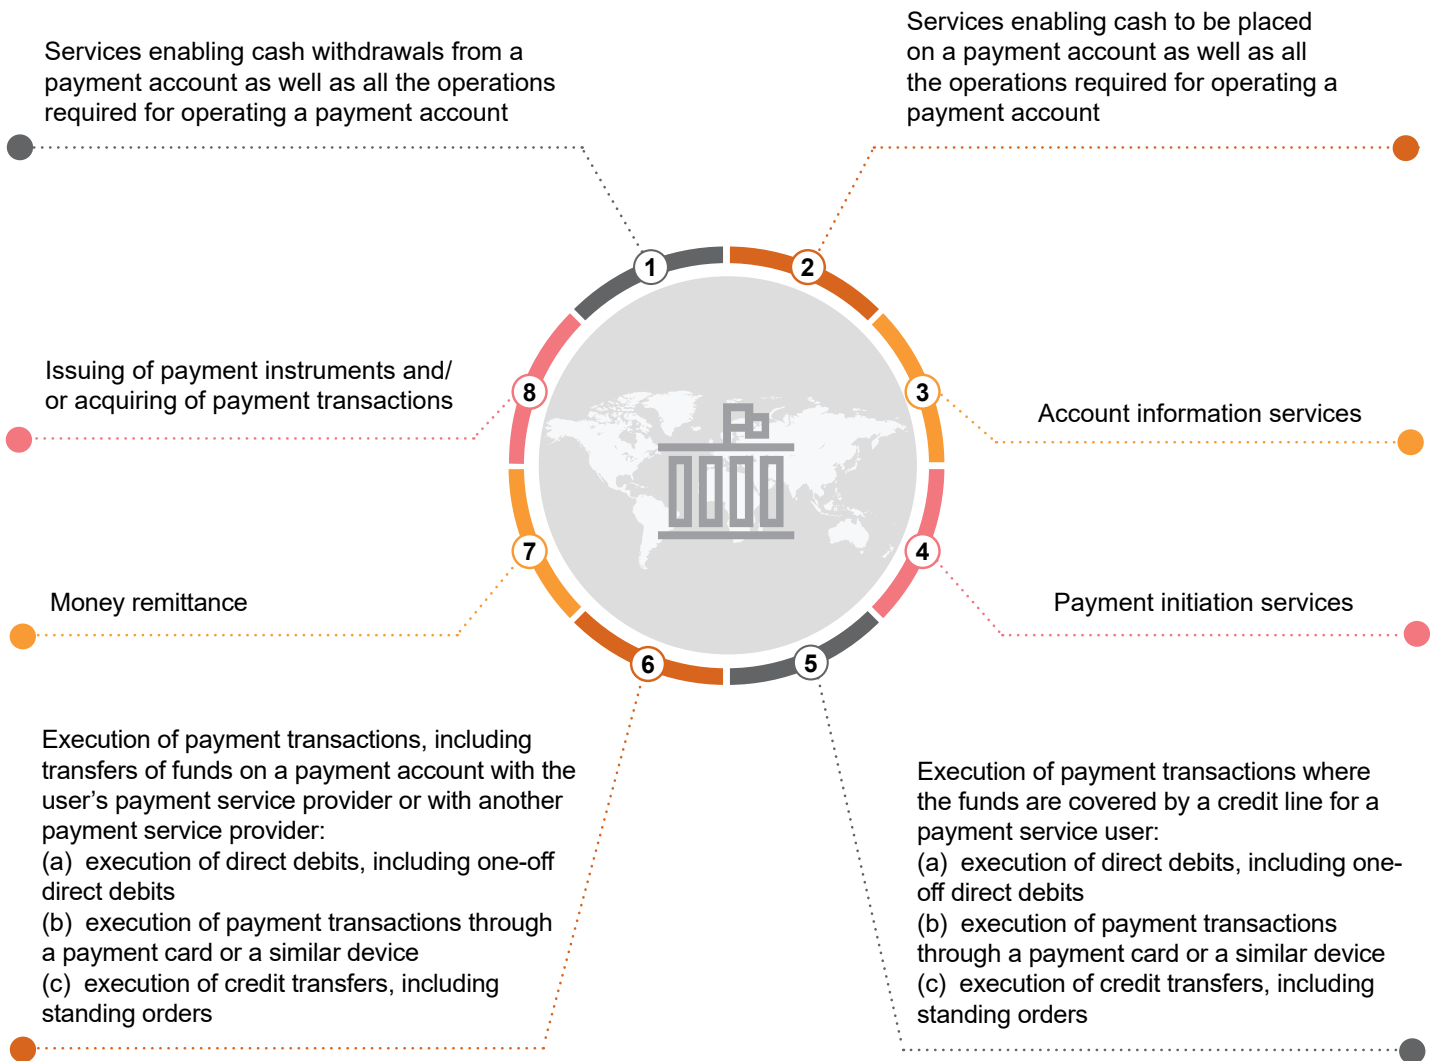 Services enabling cash withdrawals from a
payment account as well as all the operations
required for operating a payment account
Services enabling cash to be placed
on a payment account as well as all
the operations required for operating a
payment account
1
2
Issuing of payment instruments and/
or acquiring of payment transactions
8
3
Account information services
Money remittance
7
4
Payment initiation services
6
5
Execution of payment transactions, including
transfers of funds on a payment account with the
user’s payment service provider or with another
payment service provider:
(a) execution of direct debits, including one-off
direct debits
(b) execution of payment transactions through
a payment card or a similar device
(c) execution of credit transfers, including
standing orders
Execution of payment transactions where
the funds are covered by a credit line for a
payment service user:
(a) execution of direct debits, including one-
off direct debits
(b) execution of payment transactions
through a payment card or a similar device
(c) execution of credit transfers, including
standing orders